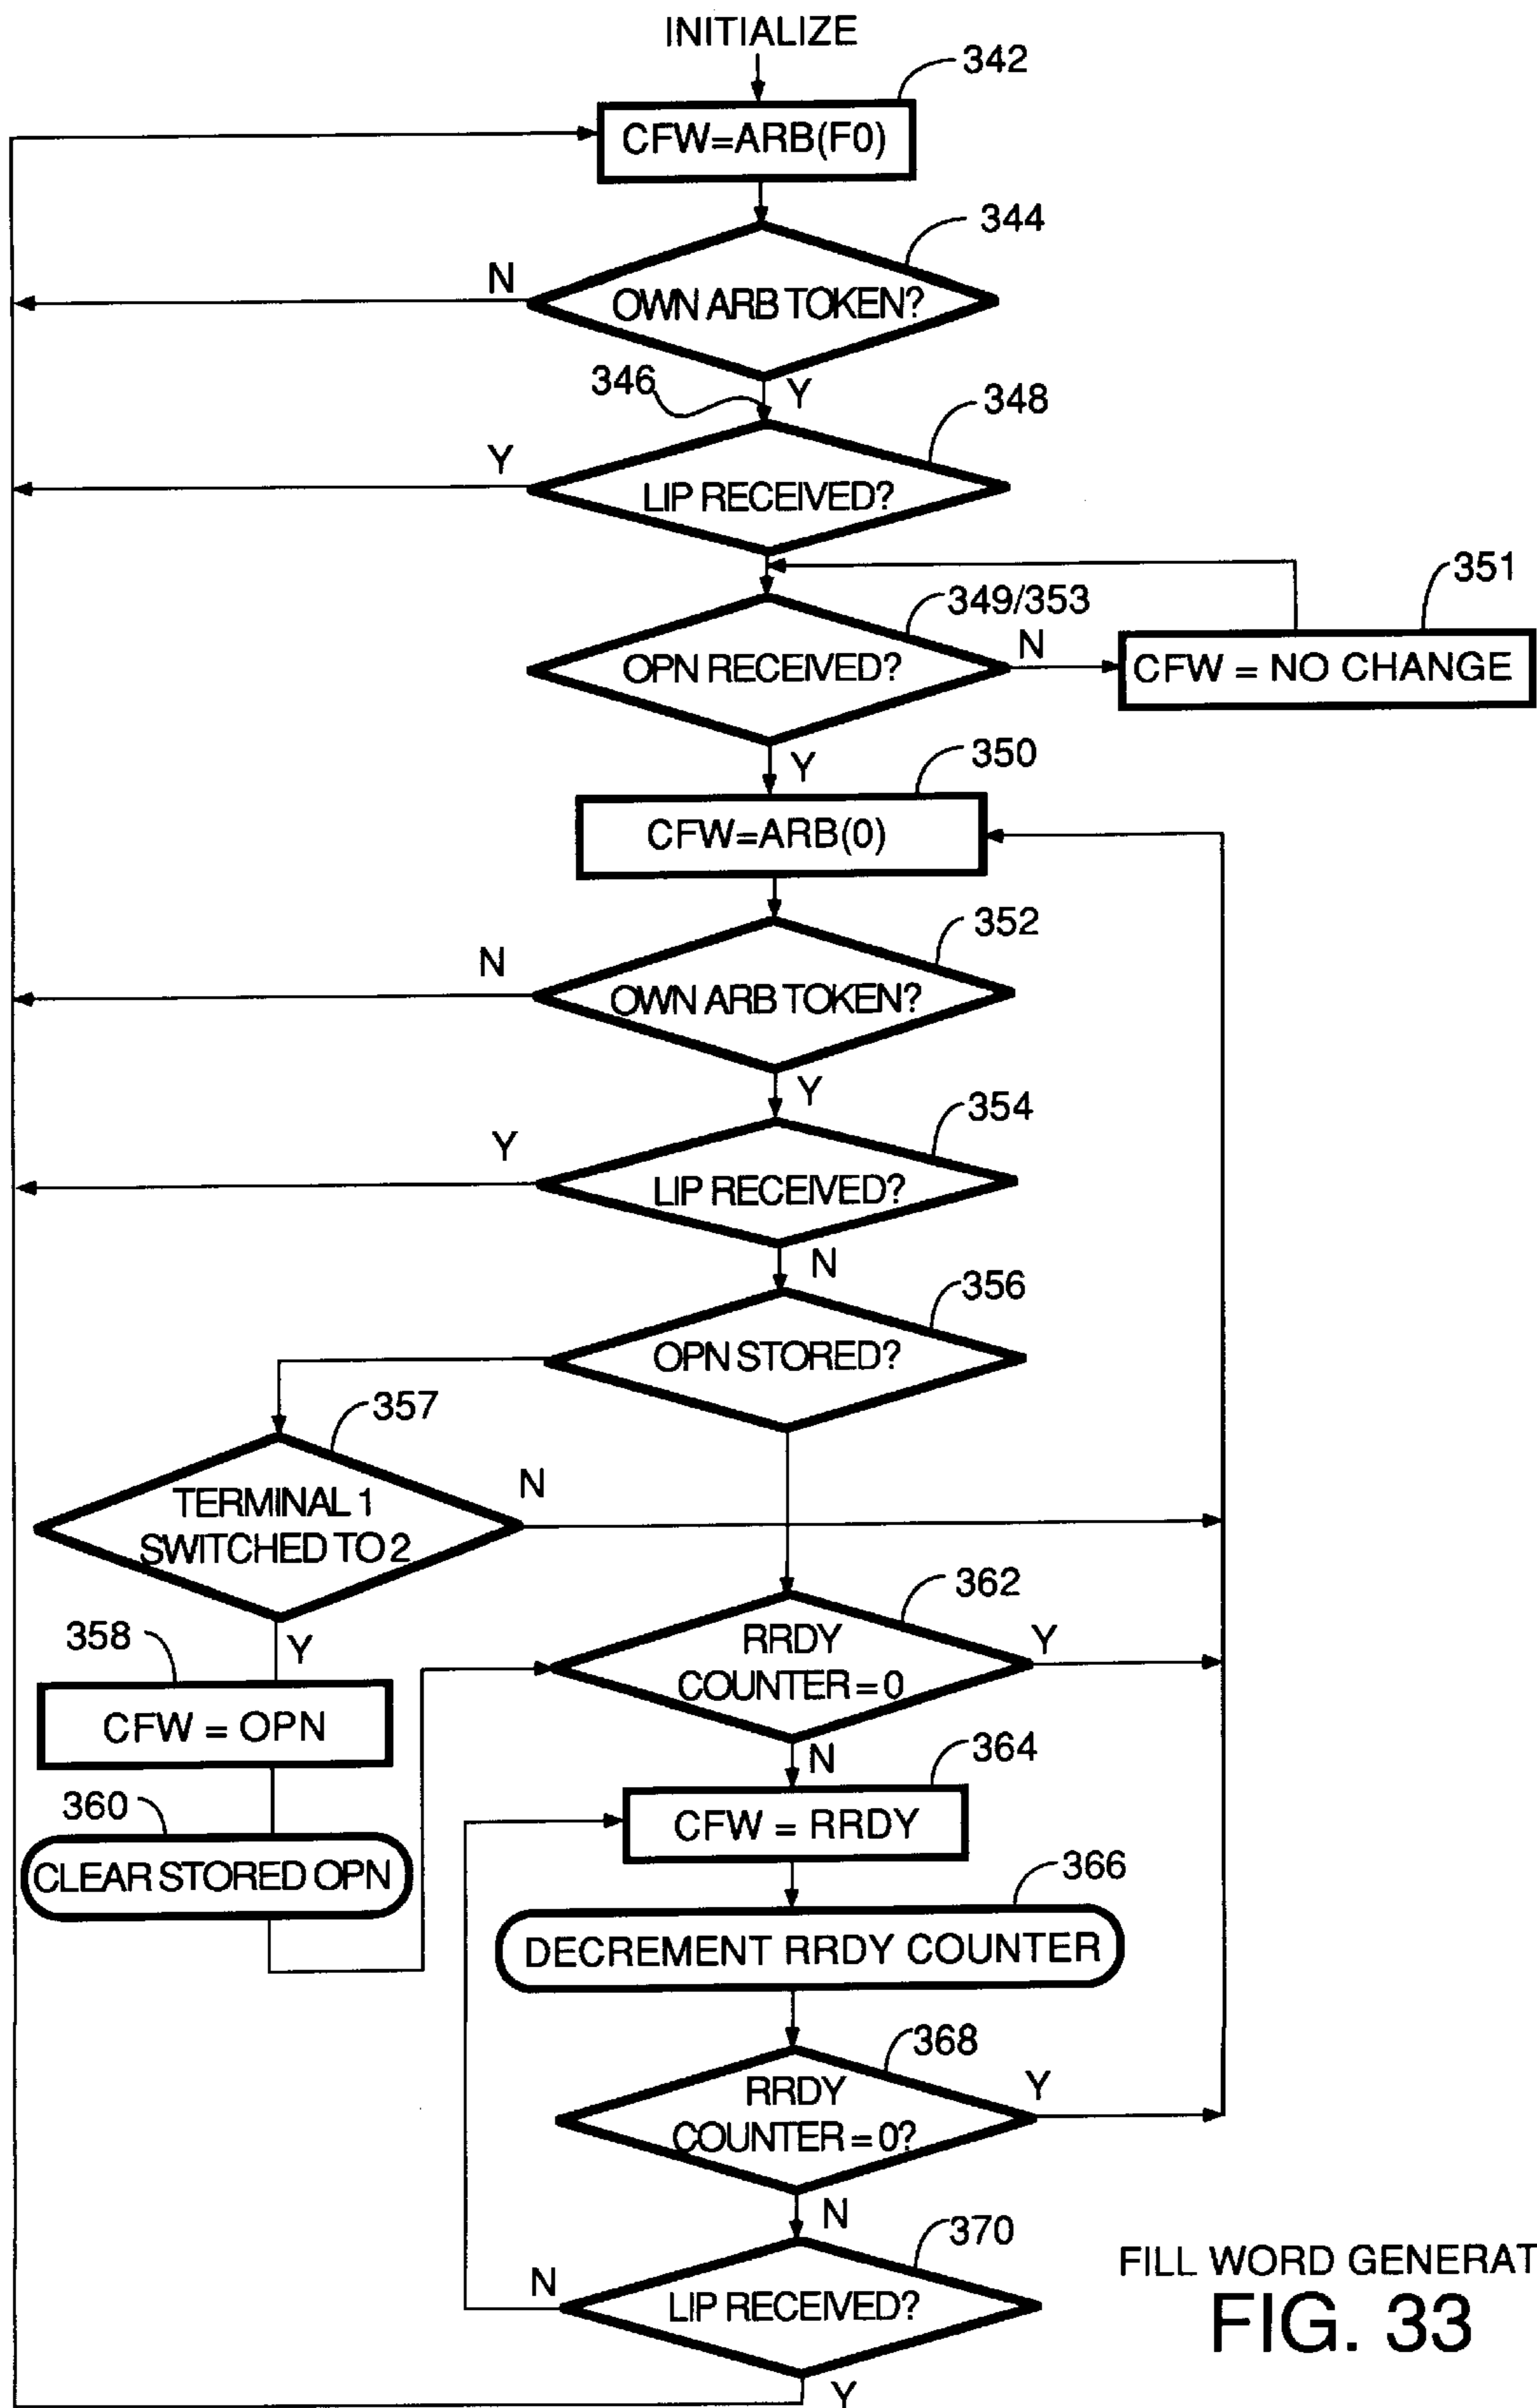 INITIALIZE
342
CFW=ARB(F0)
344
N
OWN ARB TOKEN?
346
Y
348
Y
LIP RECEIVED?
351
349/353
N
OPN RECEIVED?
CFW = NO CHANGE
350
Y
CFW=ARB(0)
352
N
OWN ARB TOKEN?
Y
354
Y
LIP RECEIVED?
N
356
OPN STORED?
357
N
TERMINAL 1
SWITCHED TO 2
362
358
Y
RRDY
COUNTER = 0
Y
CFW = OPN
N
364
360
CFW = RRDY
CLEAR STORED OPN
366
DECREMENT RRDY COUNTER
368
RRDY
COUNTER = 0?
Y
N
370
N
LIP RECEIVED?
Y
FILL WORD GENERAT
FIG. 33